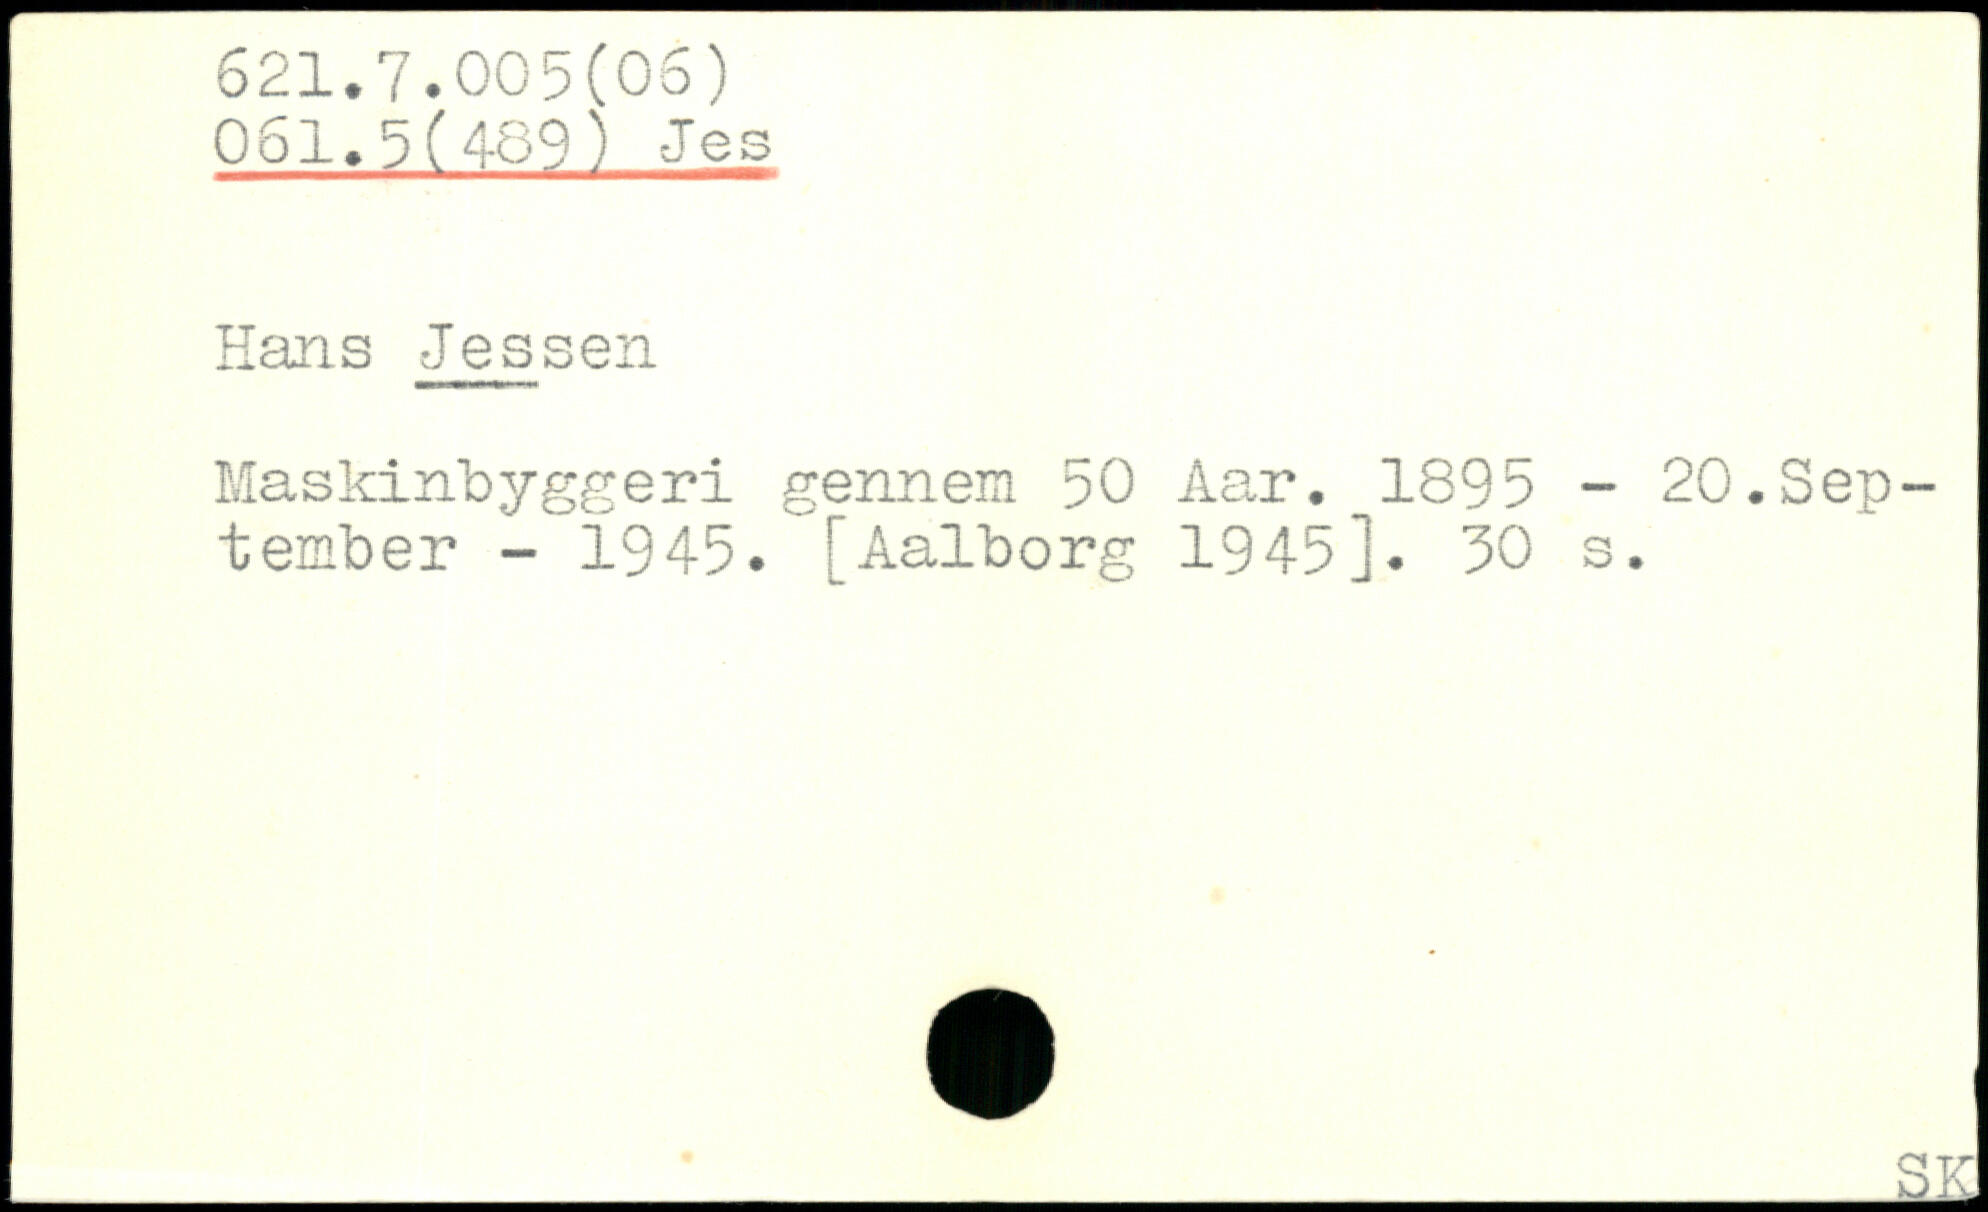 621.7.005(06)
061.5(489) Jes
Hans Jessen
Maskinbyggeri gennem 50 Aar. 1895 - 20.Sep-
tember - 1945. [Aalborg 1945]. 30 s.
SK